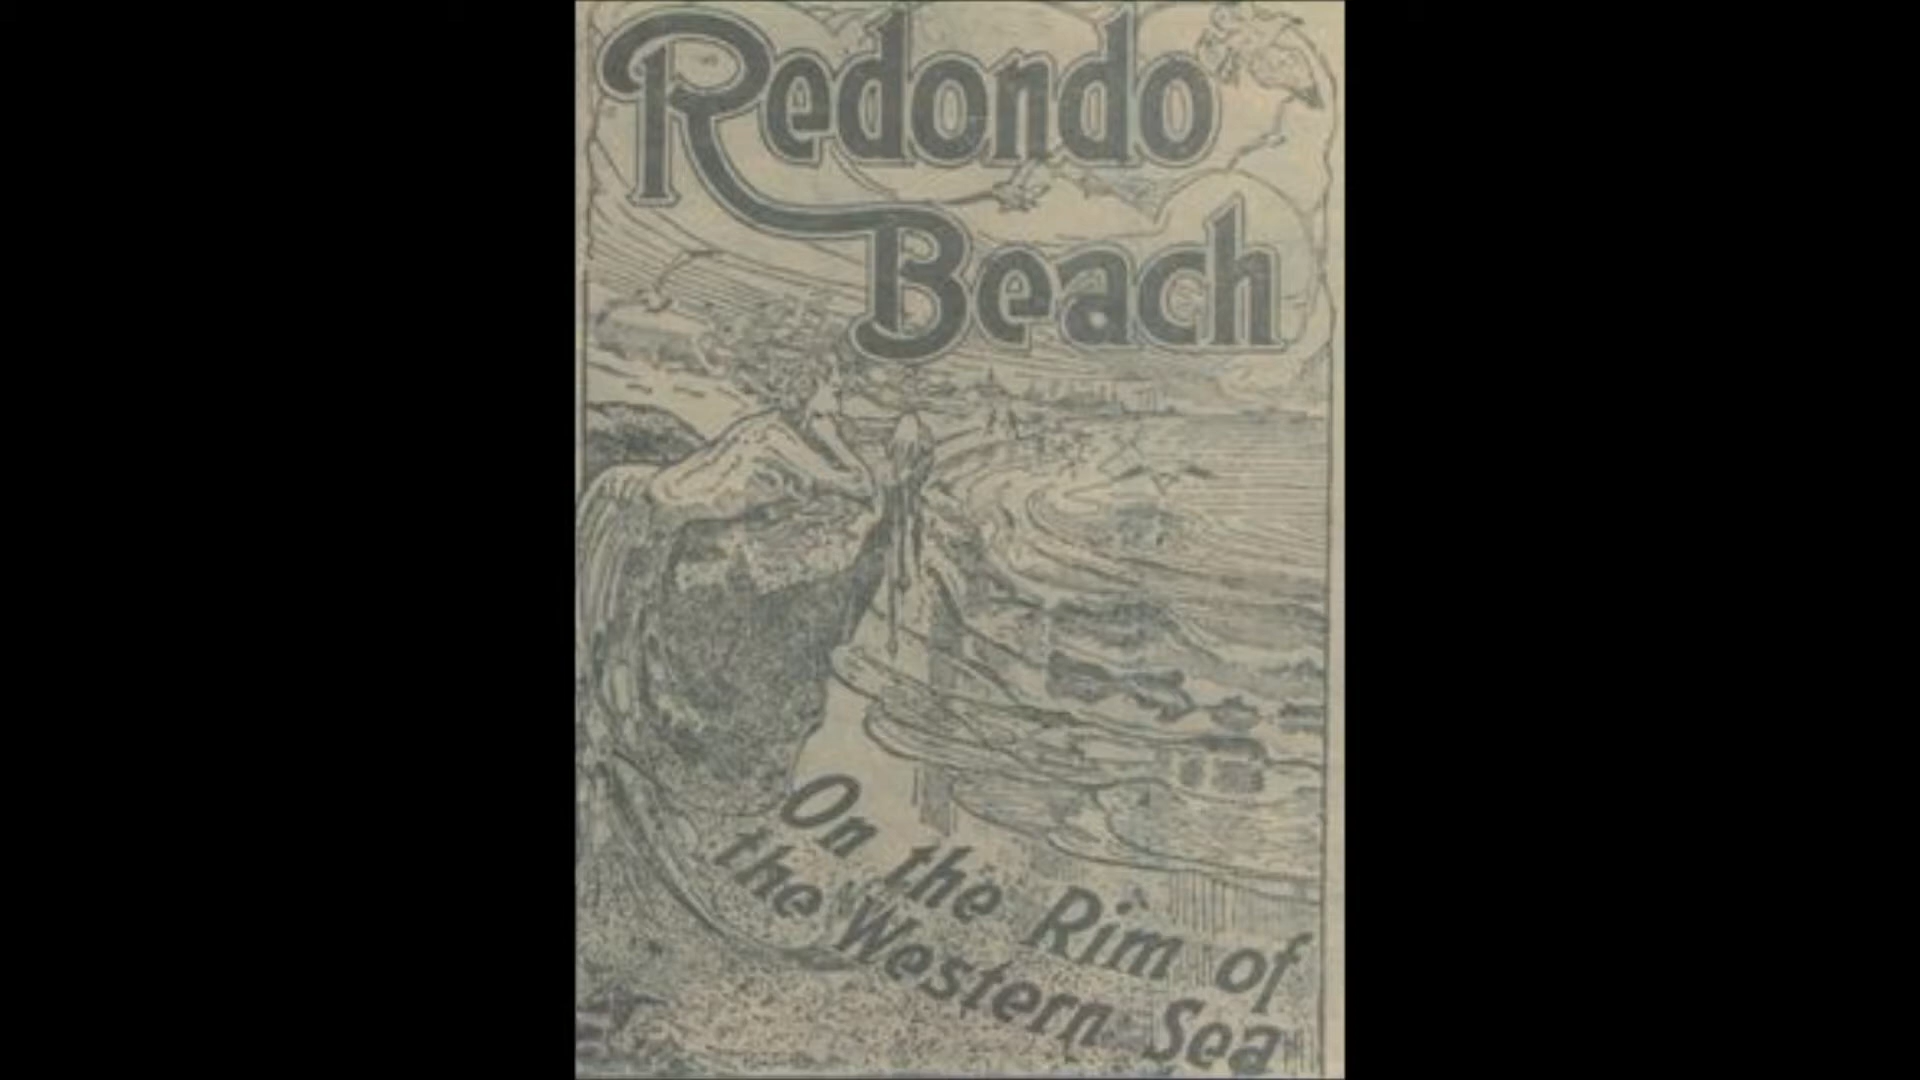 Redondo
Beach
On the Rim of
the Western Sea